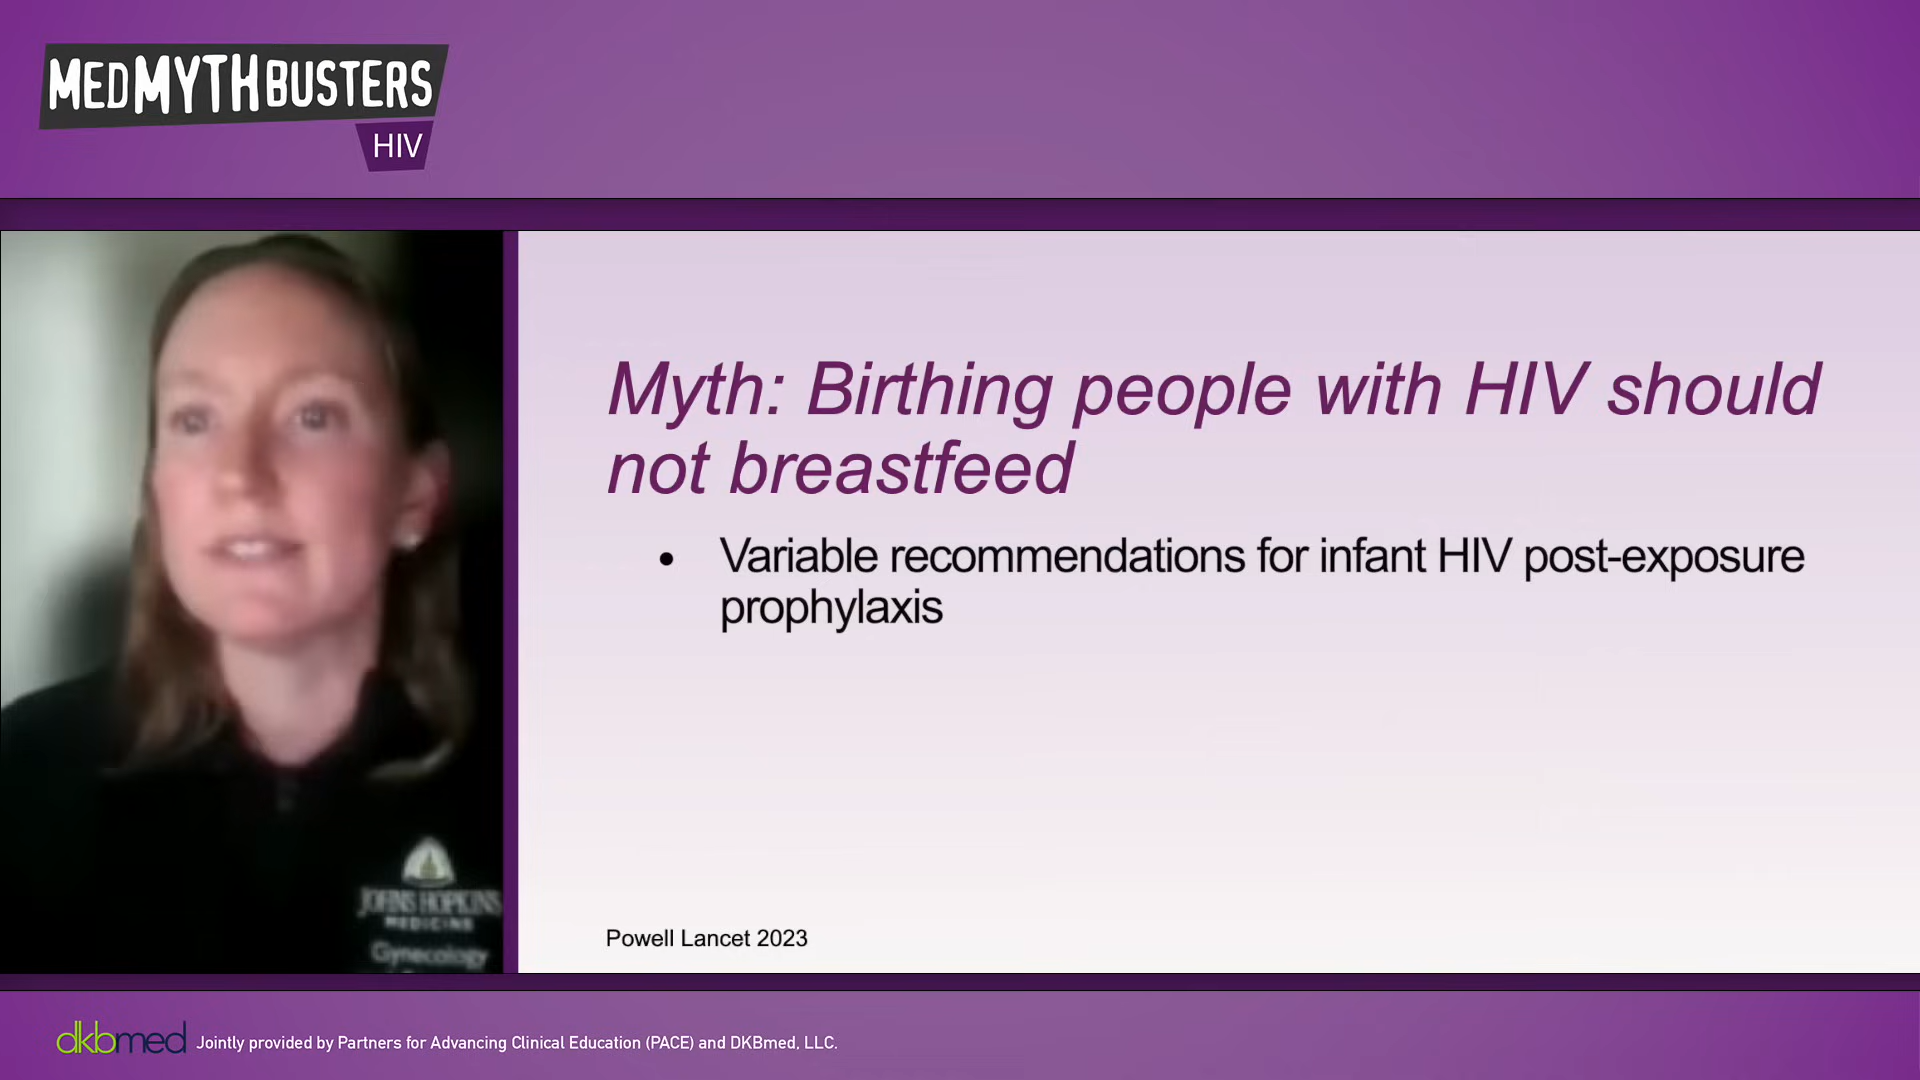 MEDMYTHBUSTERS
HIV
Myth: Birthing people with HIV should
not breastfeed
• Variable recommendations for infant HIV post-exposure
prophylaxis
Powell Lancet 2023
JOHNS HOPKINS
MEDICINE
Gynecology
dkbmed Jointly provided by Partners for Advancing Clinical Education (PACE) and DKBmed, LLC.